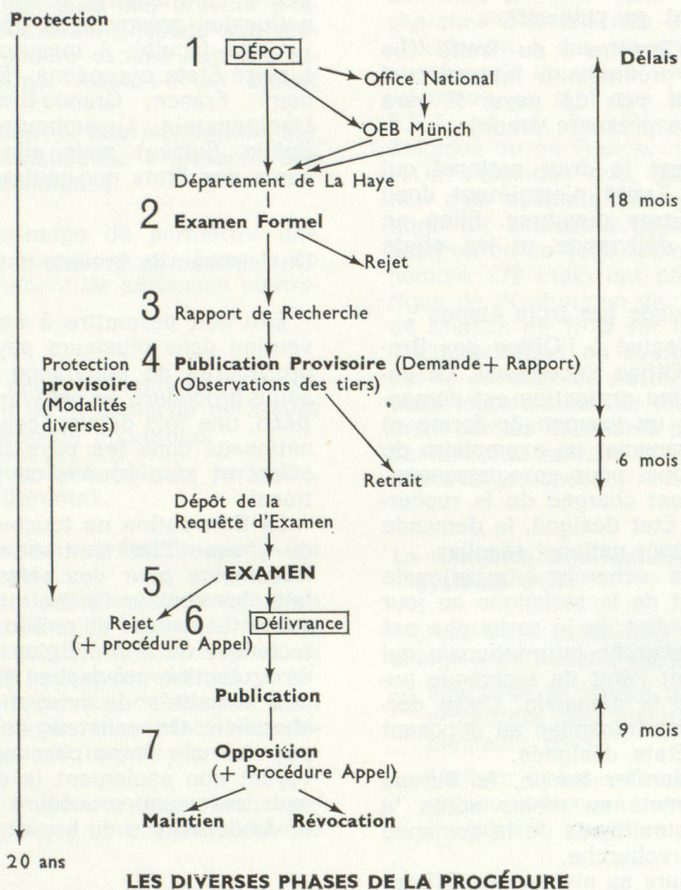 Protection
1 DÉPOT
Délais
Office National
OEB Münich
Département de La Haye
18 mois
2 Examen Formel
Rejet
3 Rapport de Recherche
Protection
provisoire
(Modalités
diverses)
4 Publication Provisoire (Demande+ Rapport)
(Observations des tiers)
6 mois
Retrait
Dépôt de la
Requête d'Examen
5 EXAMEN
Rejet
(+ procédure Appel)
6 Délivrance
Publication
9 mois
7 Opposition
(+ Procédure Appel)
Maintien Révocation
20 ans
LES DIVERSES PHASES DE LA PROCÉDURE